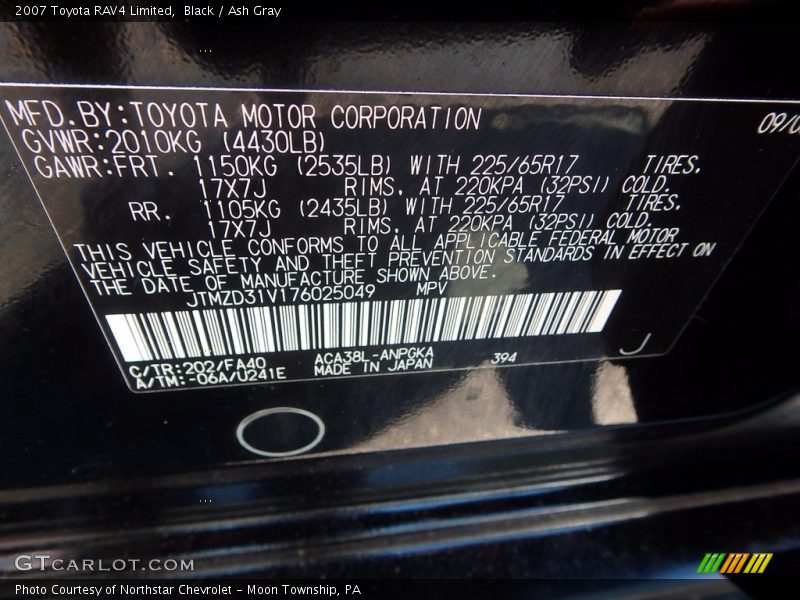 2007 Toyota RAV4 Limited, Black / Ash Gray
MFD.BY:TOYOTA MOTOR CORPORATION
GVWR:2010KG (4430LB)
GAWR:FRT. 1150KG (2535LB) WITH 225/65R17 TIRES.
17X7J RIMS, AT 220KPA (32PSI) COLD.
RR. 1105KG (2435LB) WITH 225/65R17 TIRES,
17X7J RIMS, AT 220KPA (32PSI) COLD.
THIS VEHICLE CONFORMS TO ALL APPLICABLE FEDERAL MOTOR
VEHICLE SAFETY AND THEFT PREVENTION STANDARDS IN EFFECT ON
THE DATE OF MANUFACTURE SHOWN ABOVE.
JTMZD31V176025049 MPV
C/TR:202/FA40 ACA38L-ANPGKA 394 J
A/TM:-06A/U241E MADE IN JAPAN
GTCARLOT.COM
Photo Courtesy of Northstar Chevrolet - Moon Township, PA